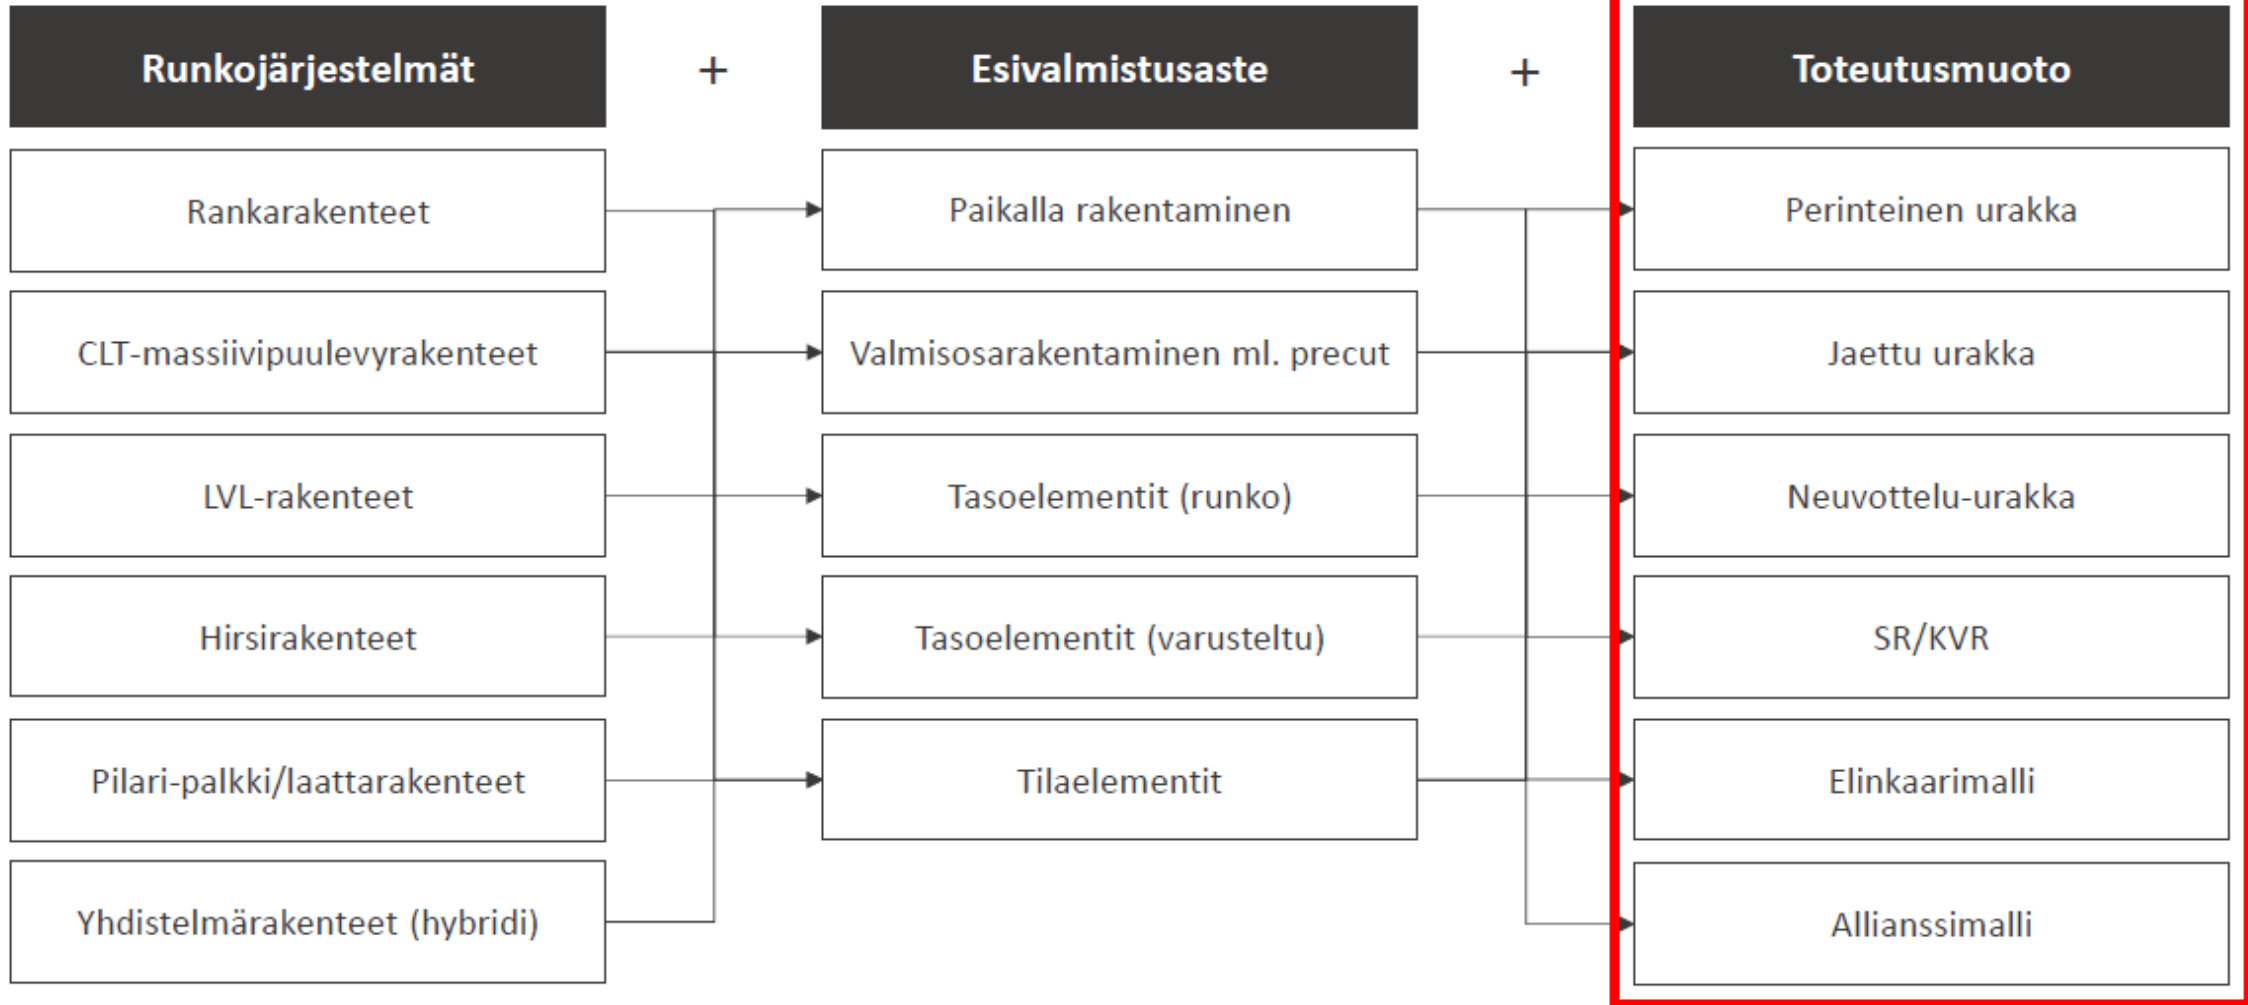 Runkojärjestelmät
+
Esivalmistusaste
+
Toteutusmuoto
Rankarakenteet
Paikalla rakentaminen
Perinteinen urakka
CLT-massiivipuulevyrakenteet
Valmisosarakentaminen ml. precut
Jaettu urakka
LVL-rakenteet
Tasoelementit (runko)
Neuvottelu-urakka
Hirsirakenteet
Tasoelementit (varusteltu)
SR/KVR
Pilari-palkki/laattarakenteet
Tilaelementit
Elinkaarimalli
Yhdistelmärakenteet (hybridi)
Allianssimalli